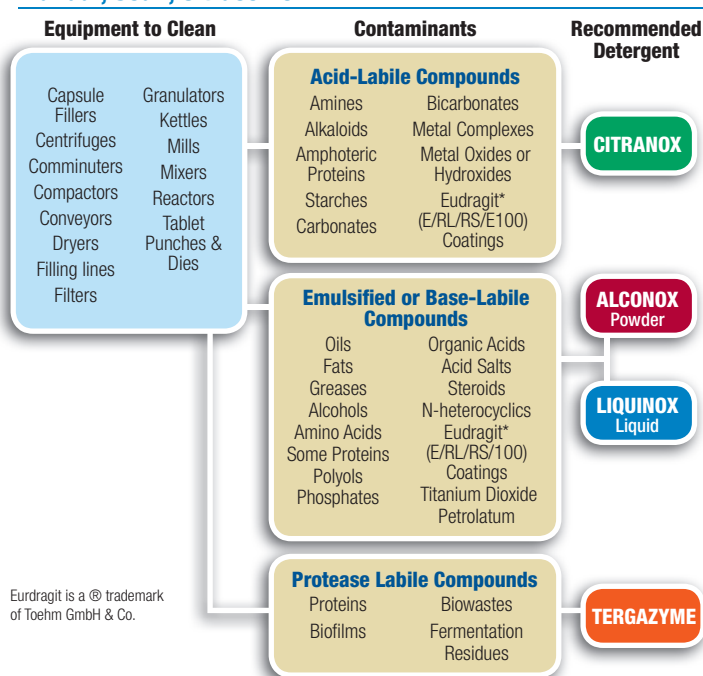 Equipment to Clean
Contaminants
Recommended
Detergent
Capsule
Fillers
Centrifuges
Comminuters
Compactors
Conveyors
Dryers
Filling lines
Filters
Granulators
Kettles
Mills
Mixers
Reactors
Tablet
Punches &
Dies
Acid-Labile Compounds
Amines
Alkaloids
Amphoteric
Proteins
Starches
Carbonates
Bicarbonates
Metal Complexes
Metal Oxides or
Hydroxides
Eudragit*
(E/RL/RS/E100)
Coatings
CITRANOX
Emulsified or Base-Labile
Compounds
Oils
Fats
Greases
Alcohols
Amino Acids
Some Proteins
Polyols
Phosphates
Organic Acids
Acid Salts
Steroids
N-heterocyclics
Eudragit*
(E/RL/RS/100)
Coatings
Titanium Dioxide
Petrolatum
ALCONOX
Powder
LIQUINOX
Liquid
Protease Labile Compounds
Proteins
Biofilms
Biowastes
Fermentation
Residues
TERGAZYME
Eurdragit is a ® trademark
of Toehm GmbH & Co.